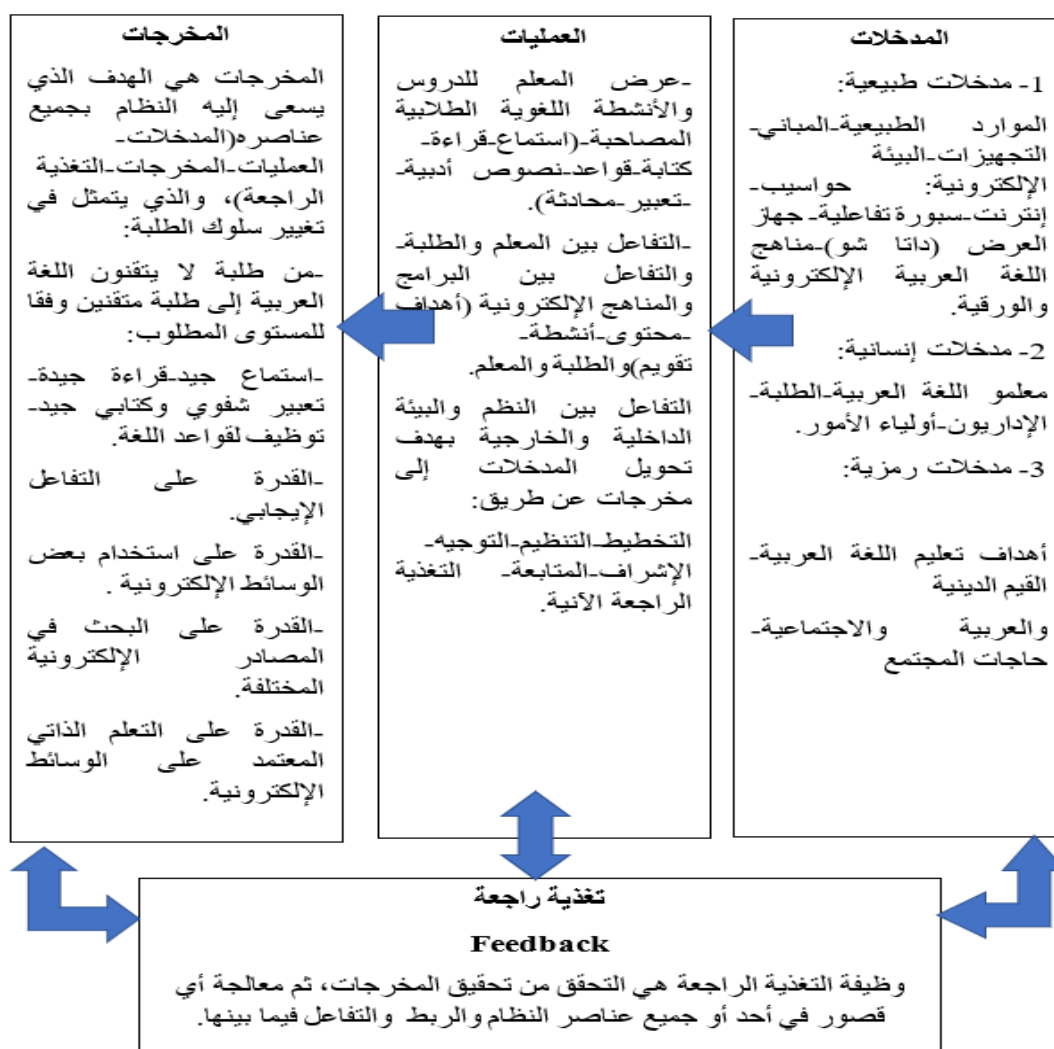 المدخلات
1- مدخلات طبيعية:
الموارد الطبيعية-المباني-
التجهيزات-البيئة
الإلكترونية: حواسيب-
إنترنت-سبورة تفاعلية-جهاز
العرض (داتا شو)-مناهج
اللغة العربية الإلكترونية
والورقية.
2- مدخلات إنسانية:
معلمو اللغة العربية-الطلبة-
الإداريون-أولياء الأمور.
3- مدخلات رمزية:
أهداف تعليم اللغة العربية-
القيم الدينية
والعربية والاجتماعية-
حاجات المجتمع
العمليات
-عرض المعلم للدروس
والأنشطة اللغوية الطلابية
المصاحبة-(استماع-قراءة-
كتابة-قواعد-نصوص أدبية-
-تعبير-محادثة).
-التفاعل بين المعلم والطلبة-
والتفاعل بين البرامج
والمناهج الإلكترونية (أهداف
-محتوى-أنشطة-
تقويم)والطلبة والمعلم.
التفاعل بين النظم والبيئة
الداخلية والخارجية بهدف
تحويل المدخلات إلى
مخرجات عن طريق:
التخطيط-التنظيم-التوجيه-
الإشراف-المتابعة- التغذية
الراجعة الآنية.
المخرجات
المخرجات هي الهدف الذي
يسعى إليه النظام بجميع
عناصره(المدخلات-
العمليات-المخرجات-التغذية
الراجعة)، والذي يتمثل في
تغيير سلوك الطلبة:
-من طلبة لا يتقنون اللغة
العربية إلى طلبة متقنين وفقا
للمستوى المطلوب:
-استماع جيد-قراءة جيدة-
تعبير شفوي وكتابي جيد-
توظيف لقواعد اللغة.
-القدرة على التفاعل
الإيجابي.
-القدرة على استخدام بعض
الوسائط الإلكترونية .
-القدرة على البحث في
المصادر الإلكترونية
المختلفة.
-القدرة على التعلم الذاتي
المعتمد على الوسائط
الإلكترونية.
تغذية راجعة
Feedback
وظيفة التغذية الراجعة هي التحقق من تحقيق المخرجات، ثم معالجة أي
قصور في أحد أو جميع عناصر النظام والربط والتفاعل فيما بينها.